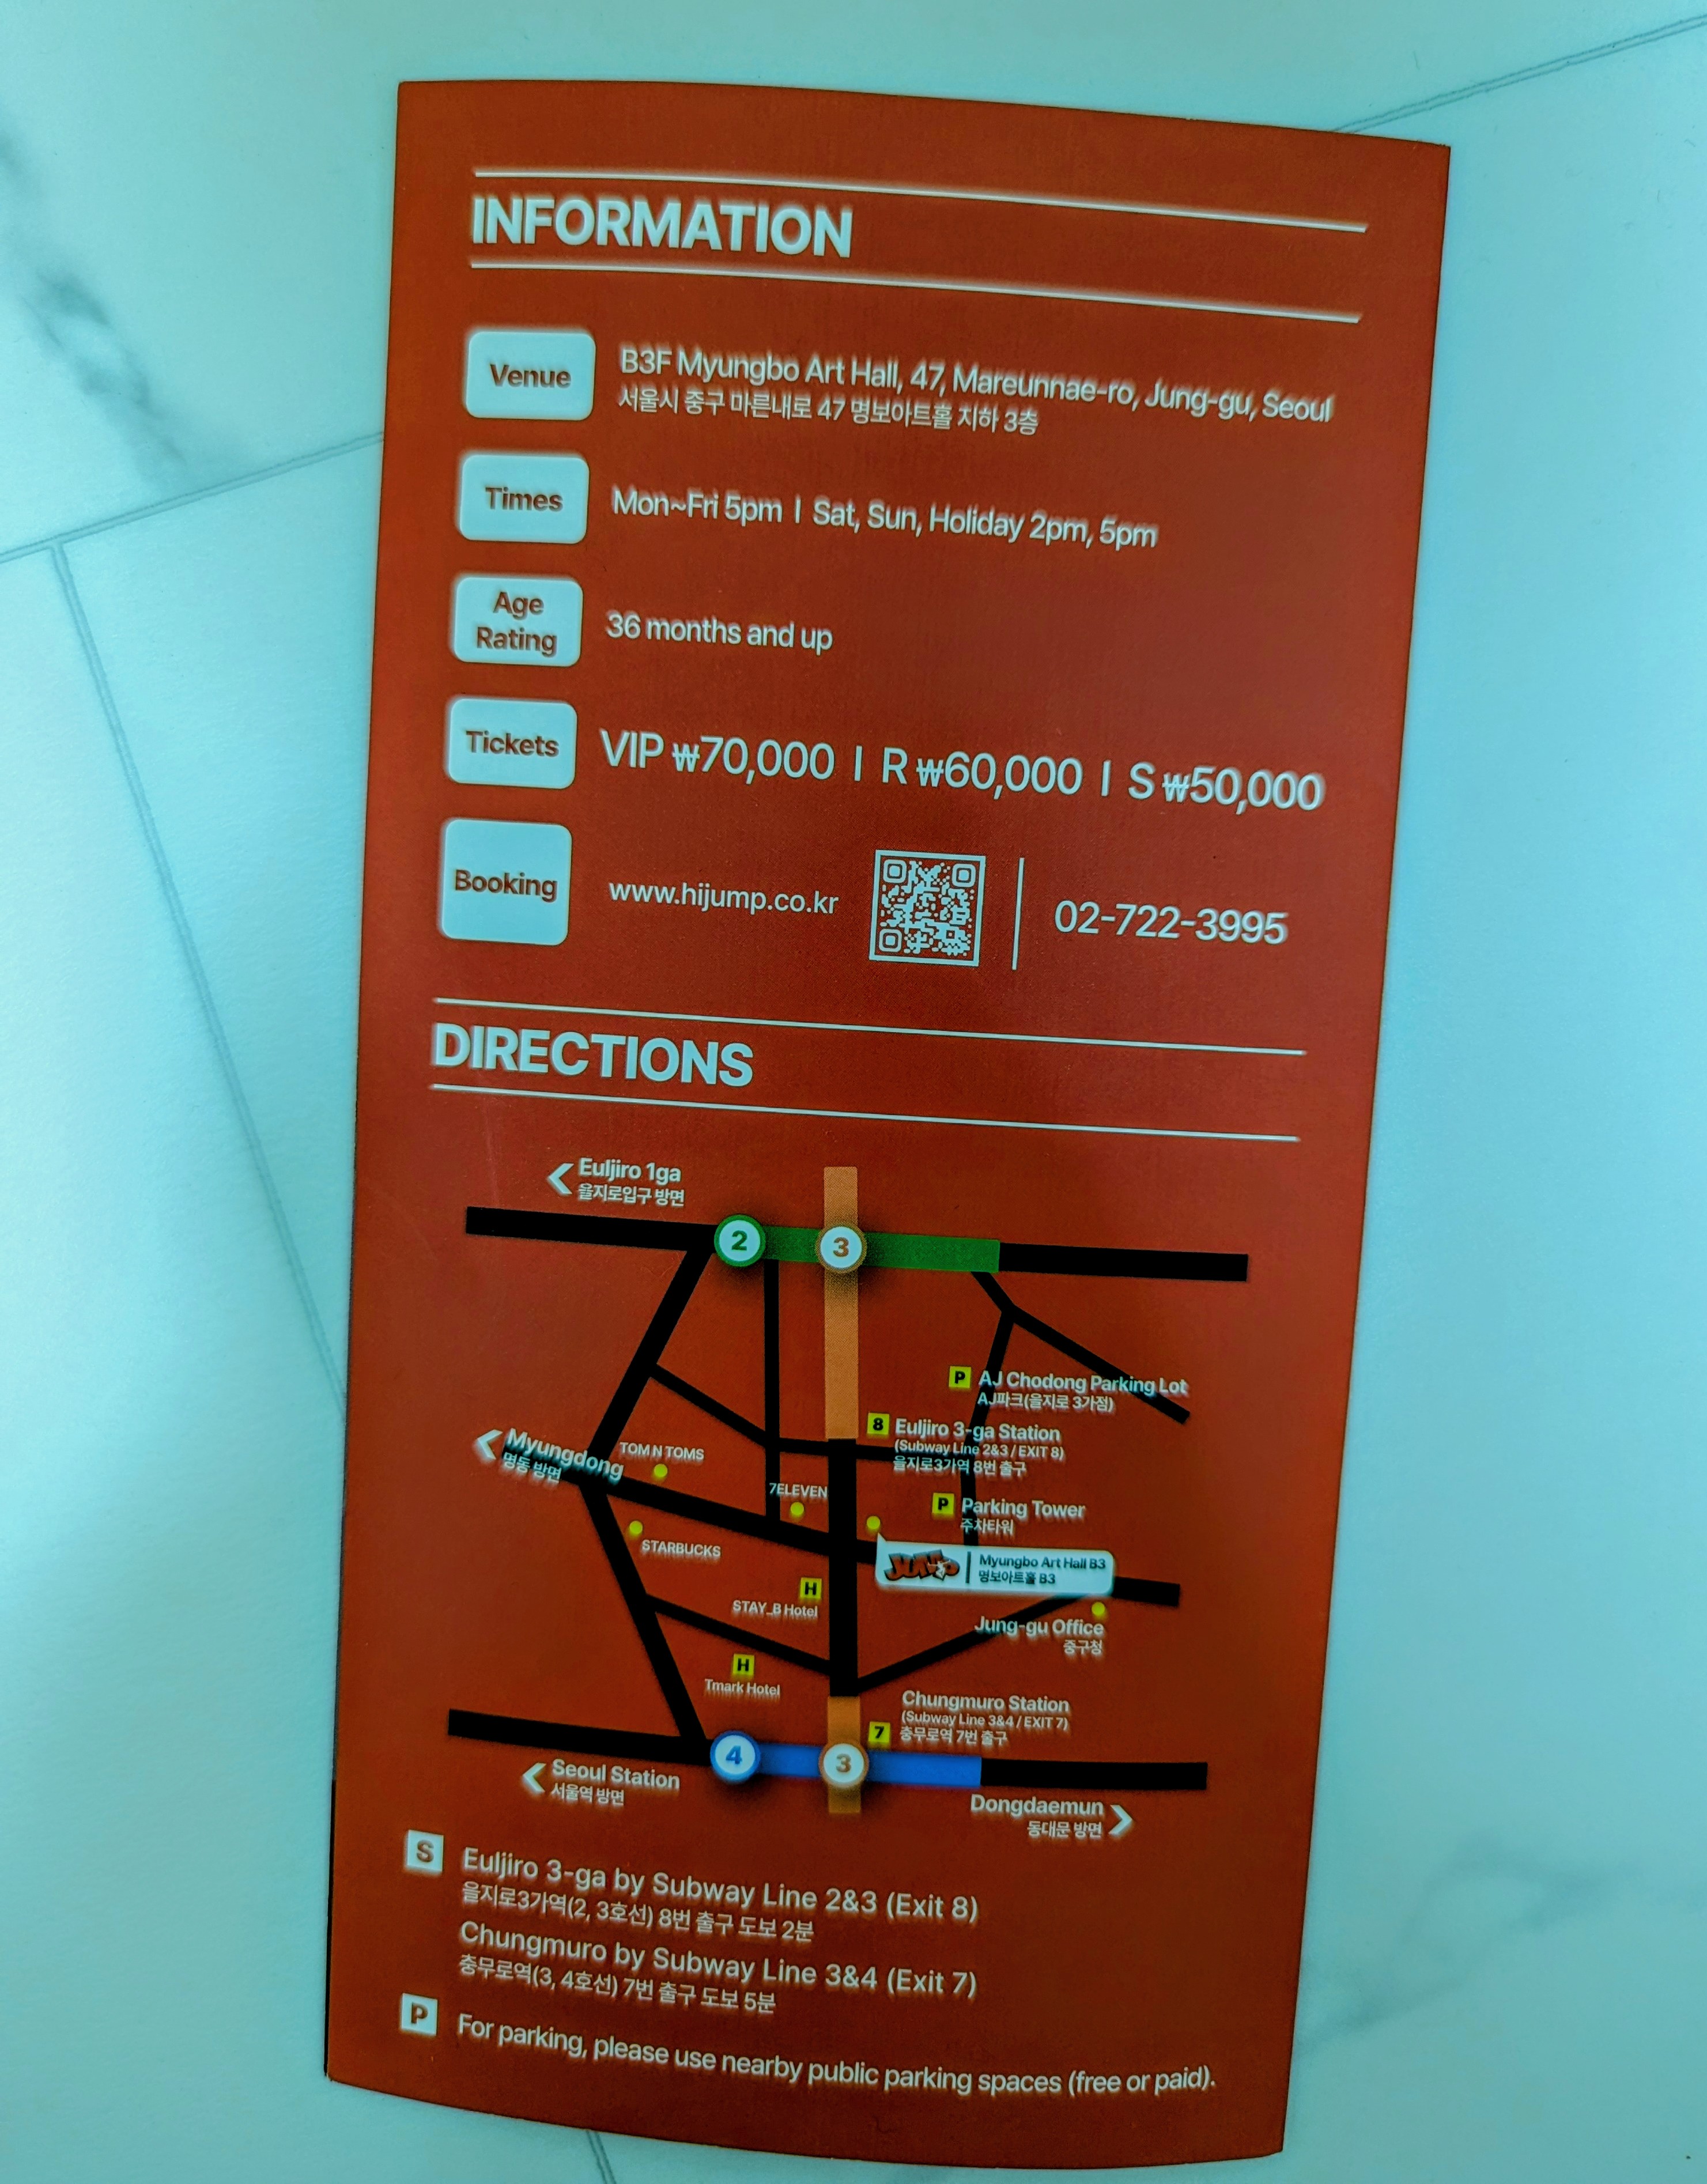 INFORMATION
Venue
B3F Myungbo Art Hall, 47, Mareunnae-ro, Jung-gu, Seoul
서울시 중구 마른내로 47 명보아트홀 지하 3층
Times
Mon~Fri 5pm | Sat, Sun, Holiday 2pm, 5pm
Age
Rating
36 months and up
Tickets
VIP ₩70,000 | R ₩60,000 | S ₩50,000
Booking
www.hijump.co.kr
02-722-3995
DIRECTIONS
Euljiro 1ga
을지로입구 방면
2
3
P AJ Chodong Parking Lot
AJ파크(을지로 3가점)
8 Euljiro 3-ga Station
(Subway Line 2&3 / EXIT 8)
을지로3가역 8번 출구
Myungdong
명동 방면
TOM N TOMS
7ELEVEN
P Parking Tower
주차타워
STARBUCKS
JUMP
Myungbo Art Hall B3
명보아트홀 B3
H
STAY_B Hotel
Jung-gu Office
중구청
H
Tmark Hotel
Chungmuro Station
(Subway Line 3&4 / EXIT 7)
7 충무로역 7번 출구
4
3
Seoul Station
서울역 방면
Dongdaemun
동대문 방면
S Euljiro 3-ga by Subway Line 2&3 (Exit 8)
을지로3가역(2, 3호선) 8번 출구 도보 2분
Chungmuro by Subway Line 3&4 (Exit 7)
충무로역(3, 4호선) 7번 출구 도보 5분
P For parking, please use nearby public parking spaces (free or paid).